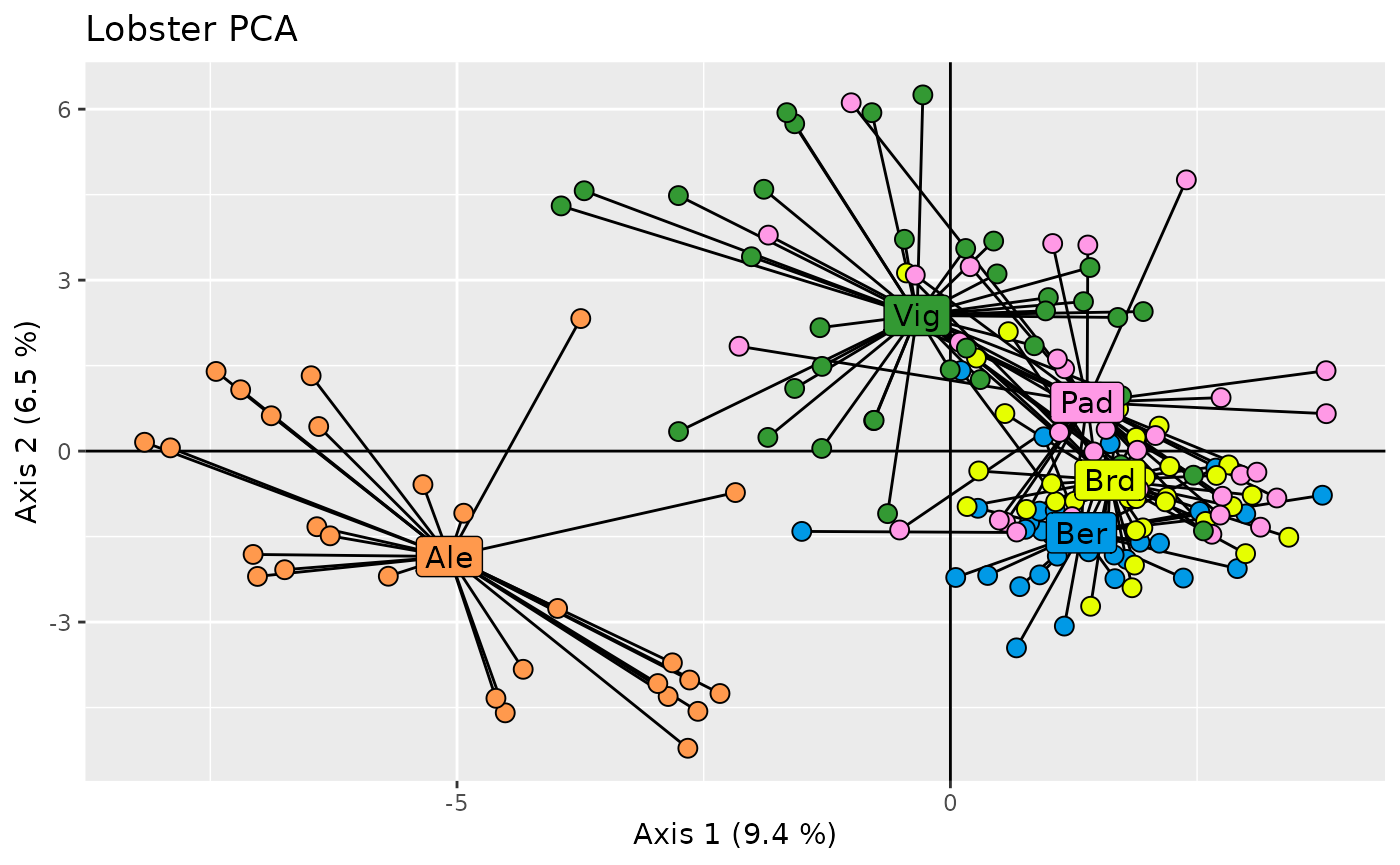 Lobster PCA
6
3
0
-3
Axis 2 (6.5 %)
Vig
Pad
Brd
Ber
Ale
-5
0
Axis 1 (9.4 %)